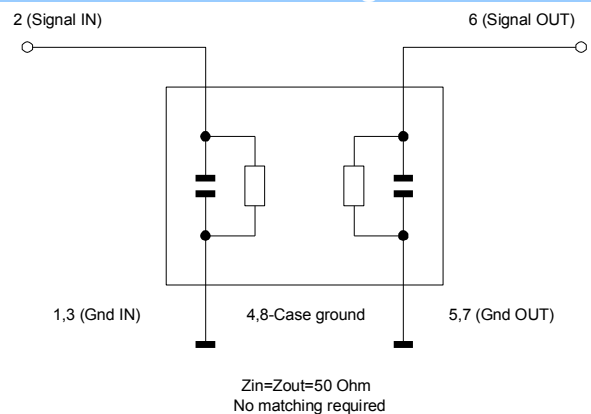 2 (Signal IN)
6 (Signal OUT)
1,3 (Gnd IN)
4,8-Case ground
5,7 (Gnd OUT)
Zin=Zout=50 Ohm
No matching required